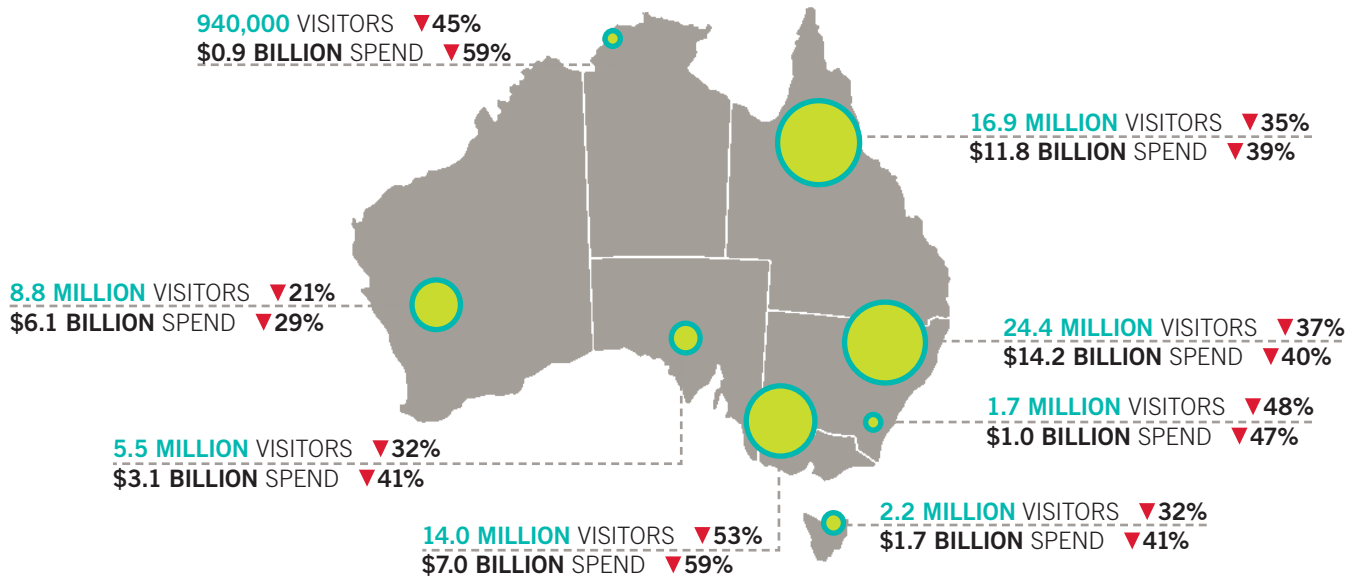 940,000 VISITORS ▼45%
$0.9 BILLION SPEND ▼59%
16.9 MILLION VISITORS ▼35%
$11.8 BILLION SPEND ▼39%
8.8 MILLION VISITORS ▼21%
$6.1 BILLION SPEND ▼29%
24.4 MILLION VISITORS ▼37%
$14.2 BILLION SPEND ▼40%
1.7 MILLION VISITORS ▼48%
$1.0 BILLION SPEND ▼47%
5.5 MILLION VISITORS ▼32%
$3.1 BILLION SPEND ▼41%
2.2 MILLION VISITORS ▼32%
$1.7 BILLION SPEND ▼41%
14.0 MILLION VISITORS ▼53%
$7.0 BILLION SPEND ▼59%